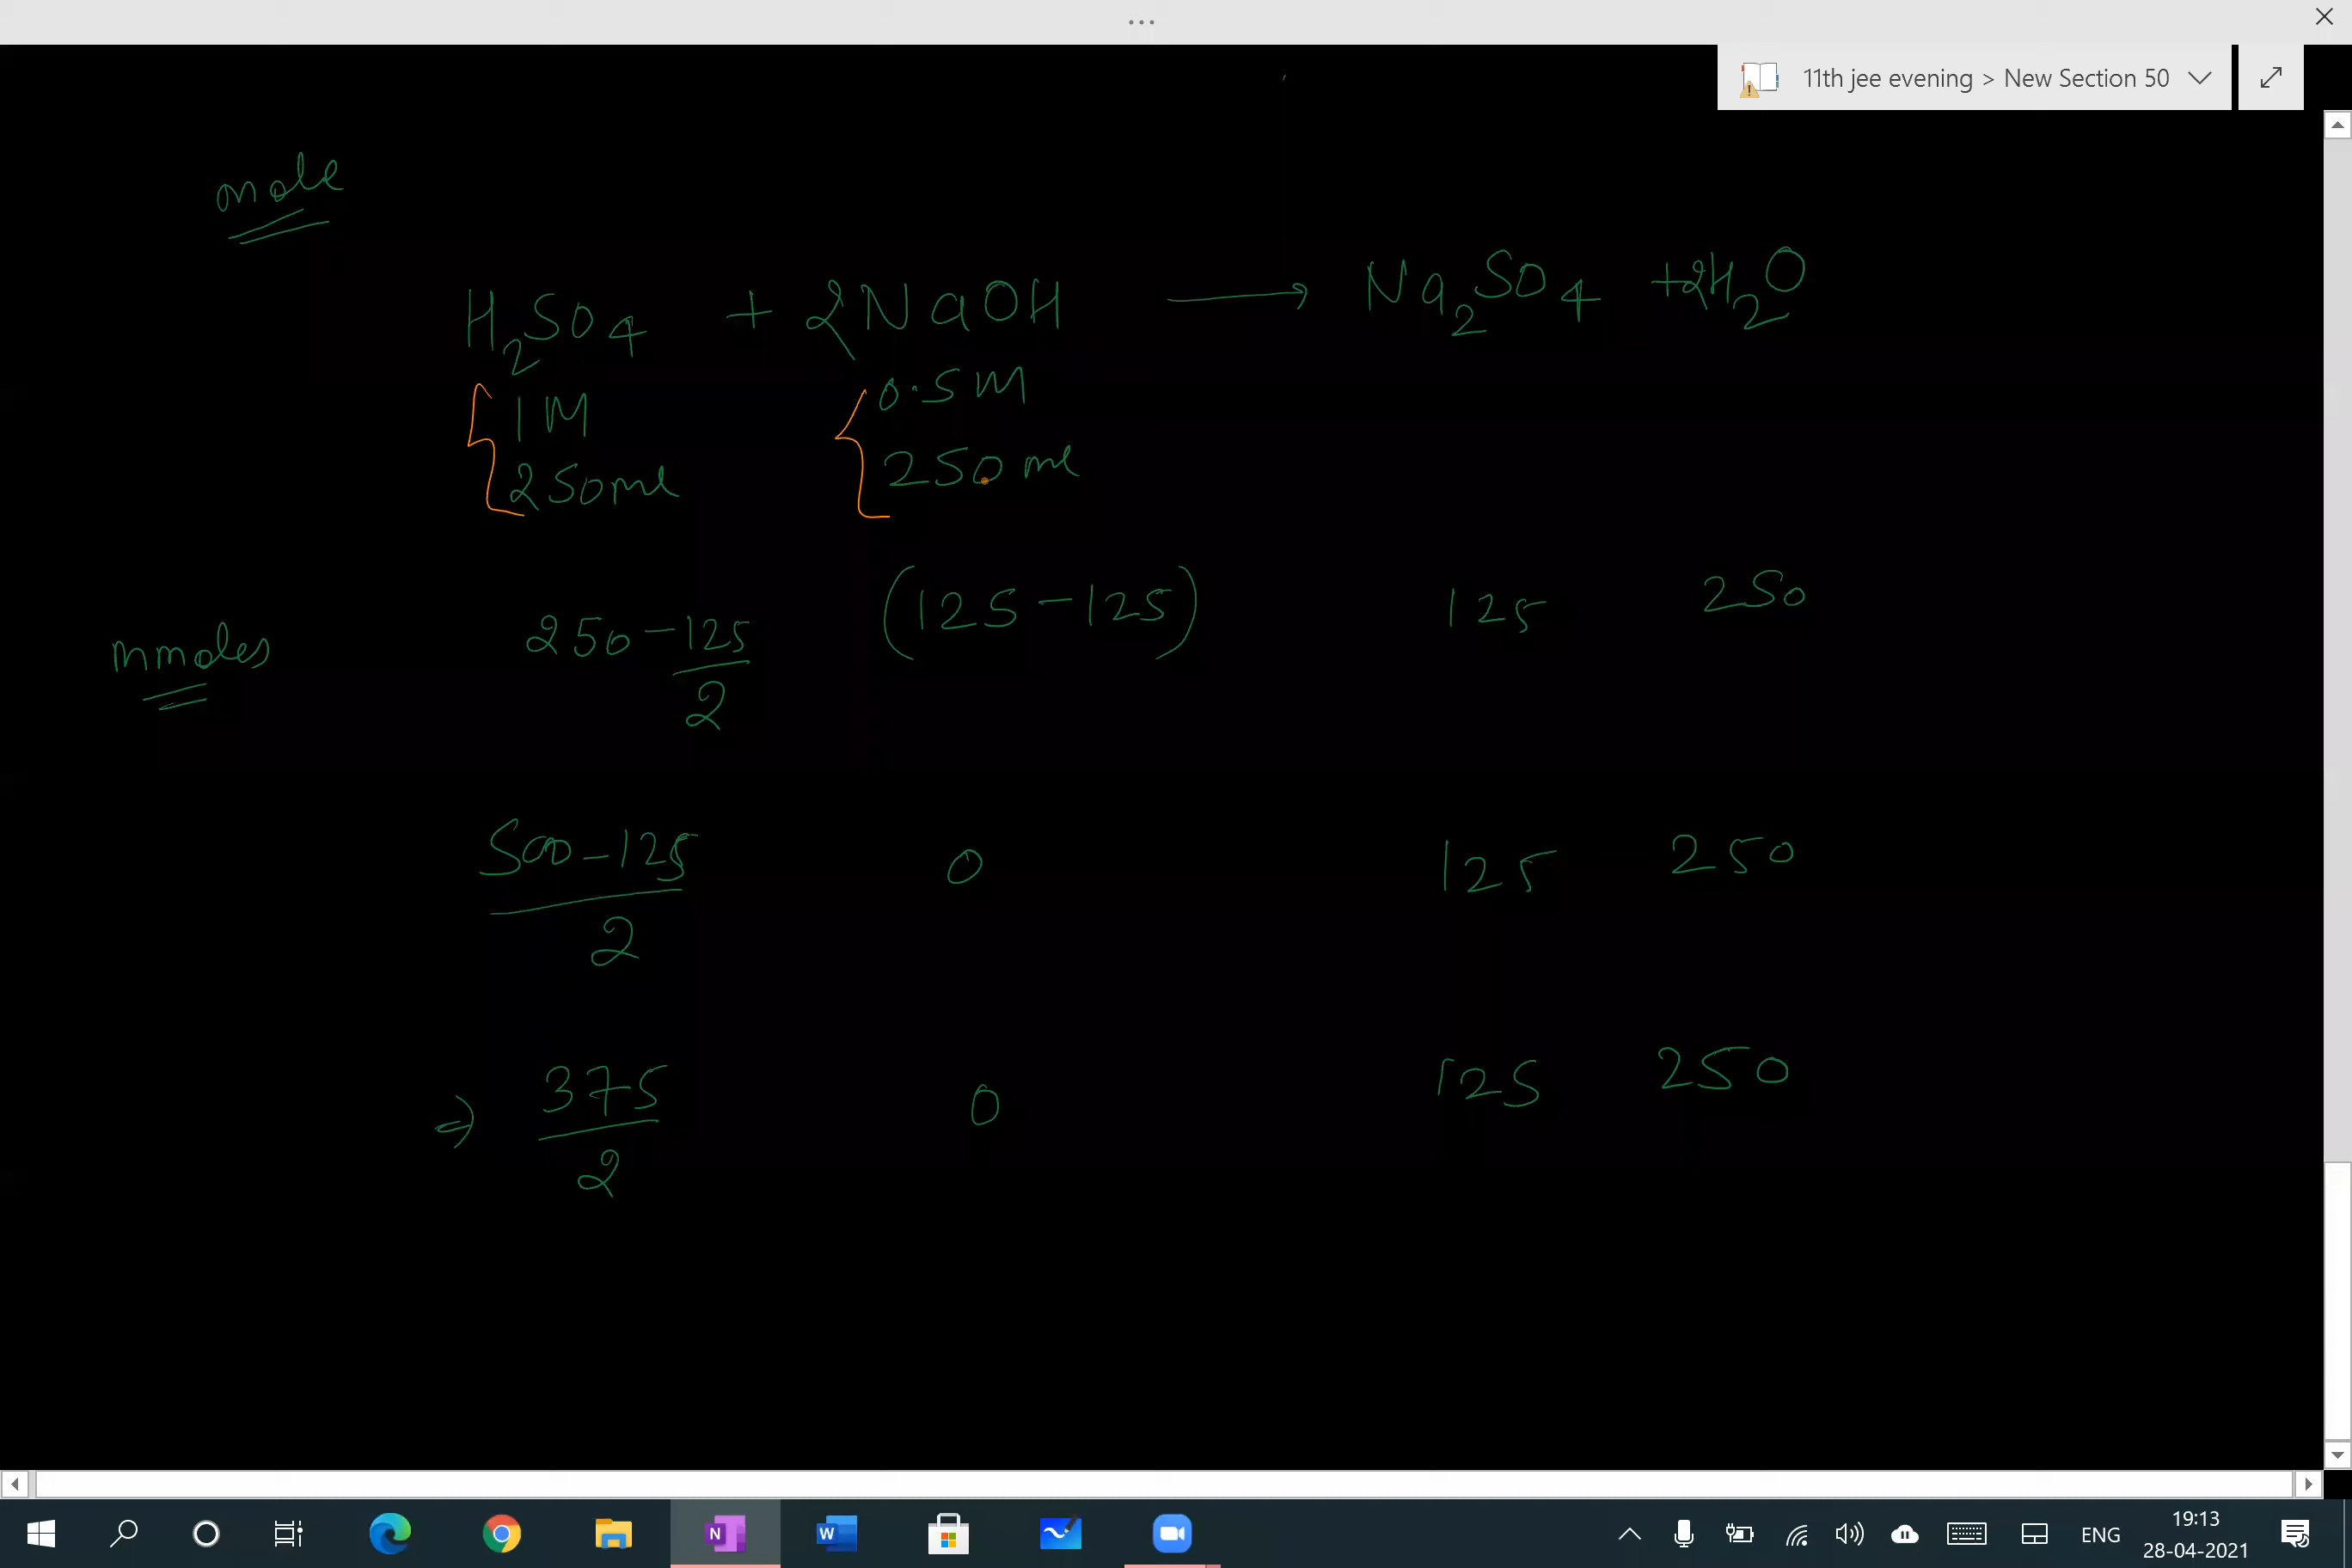 ...
11th jee evening > New Section 50
mole
H₂SO₄ + 2NaOH ⟶ Na₂SO₄ + 2H₂O
1M 0.5M
250ml 250ml
mmoles 250 - 125/2 (125-125) 125 250
500-125/2 0 125 250
⇒ 375/2 0 125 250
N W
ENG
19:13
28-04-2021